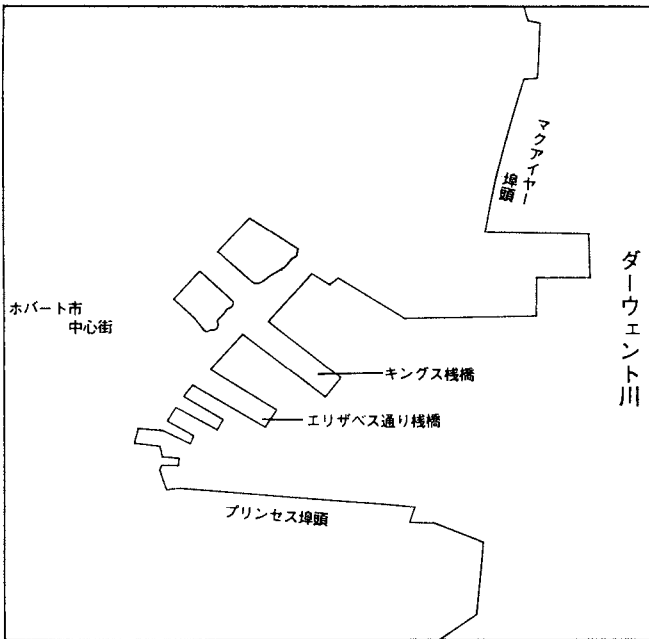 マクアイヤー
埠頭
ダーウェント川
ホバート市
中心街
キングス桟橋
エリザベス通り桟橋
プリンセス埠頭